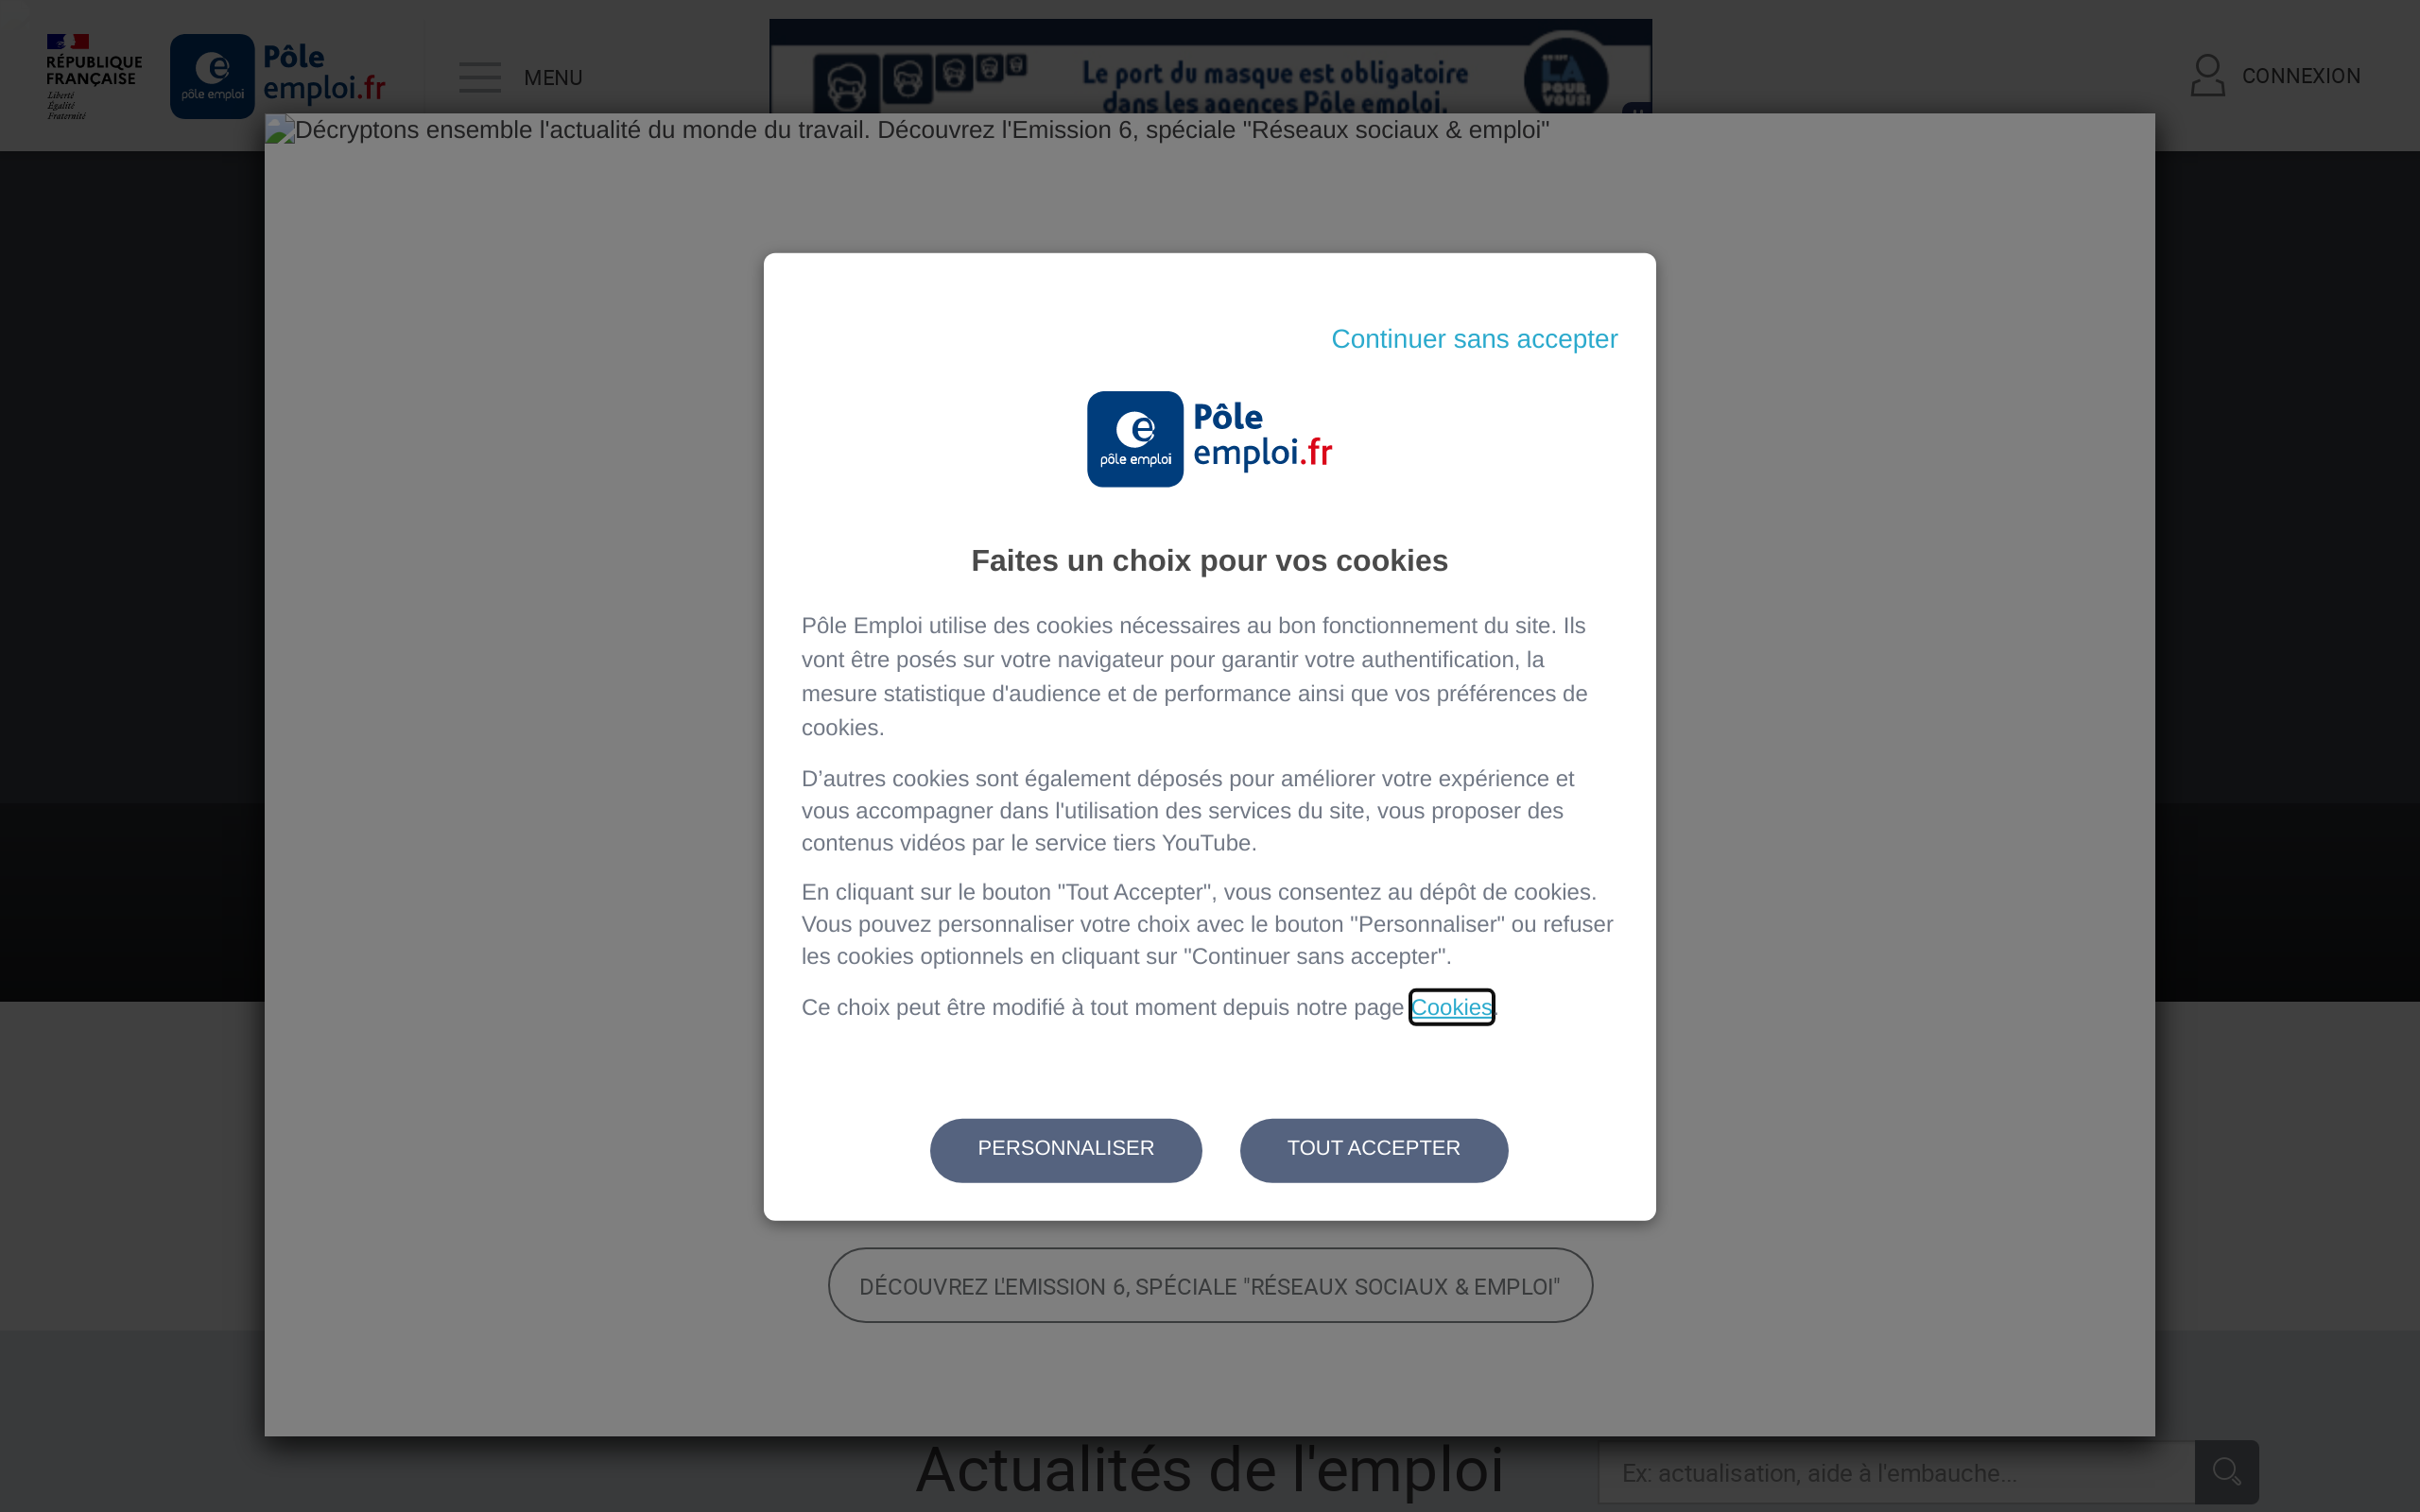 RÉPUBLIQUE
FRANÇAISE
Liberté
Égalité
Fraternité
pôle emploi
Pôle
emploi.fr
MENU
Le port du masque est obligatoire
dans les agences Pôle emploi.
LÀ
POUR
VOUS!
CONNEXION
Décryptons ensemble l'actualité du monde du travail. Découvrez l'Emission 6, spéciale "Réseaux sociaux & emploi"
Continuer sans accepter
pôle emploi
Pôle
emploi.fr
Faites un choix pour vos cookies
Pôle Emploi utilise des cookies nécessaires au bon fonctionnement du site. Ils
vont être posés sur votre navigateur pour garantir votre authentification, la
mesure statistique d'audience et de performance ainsi que vos préférences de
cookies.
D’autres cookies sont également déposés pour améliorer votre expérience et
vous accompagner dans l'utilisation des services du site, vous proposer des
contenus vidéos par le service tiers YouTube.
En cliquant sur le bouton "Tout Accepter", vous consentez au dépôt de cookies.
Vous pouvez personnaliser votre choix avec le bouton "Personnaliser" ou refuser
les cookies optionnels en cliquant sur "Continuer sans accepter".
Ce choix peut être modifié à tout moment depuis notre page Cookies.
PERSONNALISER
TOUT ACCEPTER
DÉCOUVREZ L'EMISSION 6, SPÉCIALE "RÉSEAUX SOCIAUX & EMPLOI"
Actualités de l'emploi
Ex: actualisation, aide à l'embauche...